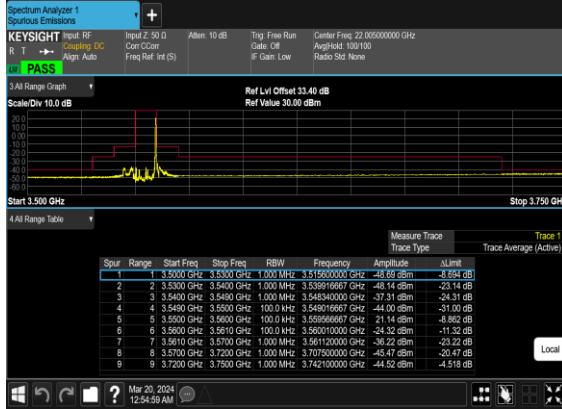 Spectrum Analyzer 1
Spurious Emissions
KEYSIGHT Input: RF Input Z: 50 Ω Atten: 10 dB Trig: Free Run Center Freq: 22.005000000 GHz
R T Coupling: DC Corr CCorr Gate: Off Avg|Hold: 100/100
Align: Auto Freq Ref: Int (S) IF Gain: Low Radio Std: None
PASS
3 All Range Graph
Ref Lvl Offset 33.40 dB
Scale/Div 10.0 dB Ref Value 30.00 dBm
20.0
10.0
0.00
-10.0
-20.0
-30.0
-40.0
-50.0
-60.0
Start 3.500 GHz Stop 3.750 GH
4 All Range Table
Measure Trace Trace 1
Trace Type Trace Average (Active)
Spur Range Start Freq Stop Freq RBW Frequency Amplitude ΔLimit
1 1 3.5000 GHz 3.5300 GHz 1.000 MHz 3.515600000 GHz -48.69 dBm -8.694 dB
2 2 3.5300 GHz 3.5400 GHz 1.000 MHz 3.539916667 GHz -48.14 dBm -23.14 dB
3 3 3.5400 GHz 3.5490 GHz 1.000 MHz 3.548340000 GHz -37.31 dBm -24.31 dB
4 4 3.5490 GHz 3.5500 GHz 100.0 kHz 3.549016667 GHz -44.00 dBm -31.00 dB
5 5 3.5500 GHz 3.5600 GHz 100.0 kHz 3.559566667 GHz 21.14 dBm -8.862 dB
6 6 3.5600 GHz 3.5610 GHz 100.0 kHz 3.560010000 GHz -24.32 dBm -11.32 dB
7 7 3.5610 GHz 3.5700 GHz 1.000 MHz 3.561120000 GHz -36.22 dBm -23.22 dB
8 8 3.5700 GHz 3.7200 GHz 1.000 MHz 3.707500000 GHz -45.47 dBm -20.47 dB
9 9 3.7200 GHz 3.7500 GHz 1.000 MHz 3.742100000 GHz -44.52 dBm -4.518 dB
Local
Mar 20, 2024
12:54:59 AM